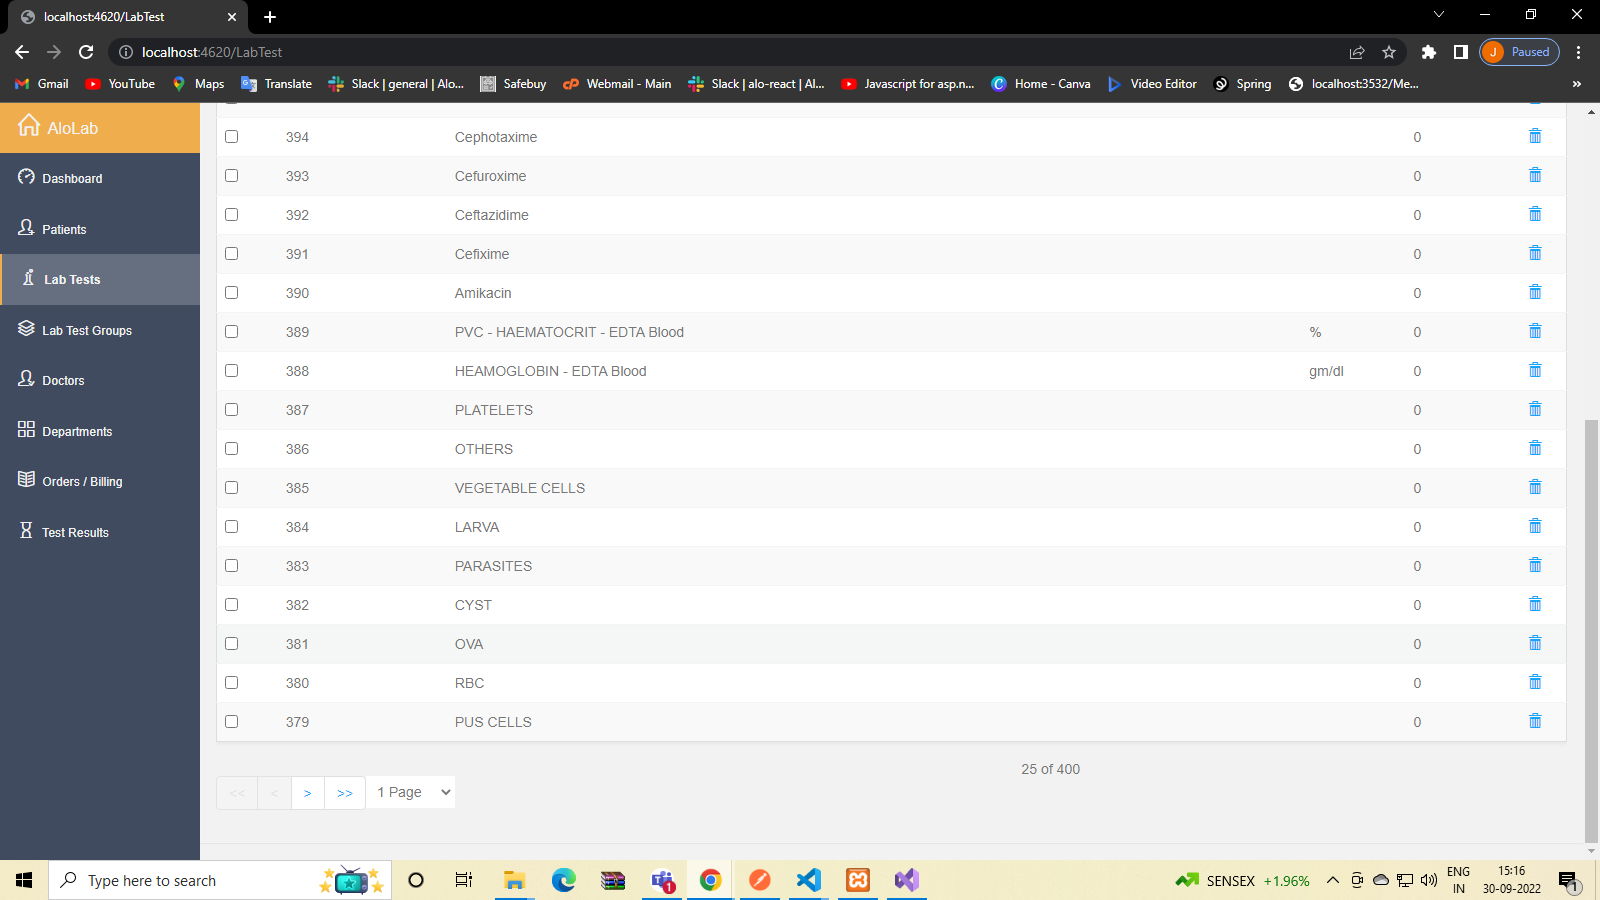 localhost:4620/LabTest
localhost:4620/LabTest
J Paused
Gmail YouTube Maps Translate Slack | general | Alo... Safebuy Webmail - Main Slack | alo-react | Al... Javascript for asp.n... Home - Canva Video Editor Spring localhost:3532/Me... »
AloLab
Dashboard
Patients
Lab Tests
Lab Test Groups
Doctors
Departments
Orders / Billing
Test Results
394 Cephotaxime 0
393 Cefuroxime 0
392 Ceftazidime 0
391 Cefixime 0
390 Amikacin 0
389 PVC - HAEMATOCRIT - EDTA Blood % 0
388 HEAMOGLOBIN - EDTA Blood gm/dl 0
387 PLATELETS 0
386 OTHERS 0
385 VEGETABLE CELLS 0
384 LARVA 0
383 PARASITES 0
382 CYST 0
381 OVA 0
380 RBC 0
379 PUS CELLS 0
25 of 400
<< < > >> 1 Page
Type here to search
1
SENSEX +1.96%
ENG
IN
15:16
30-09-2022
1